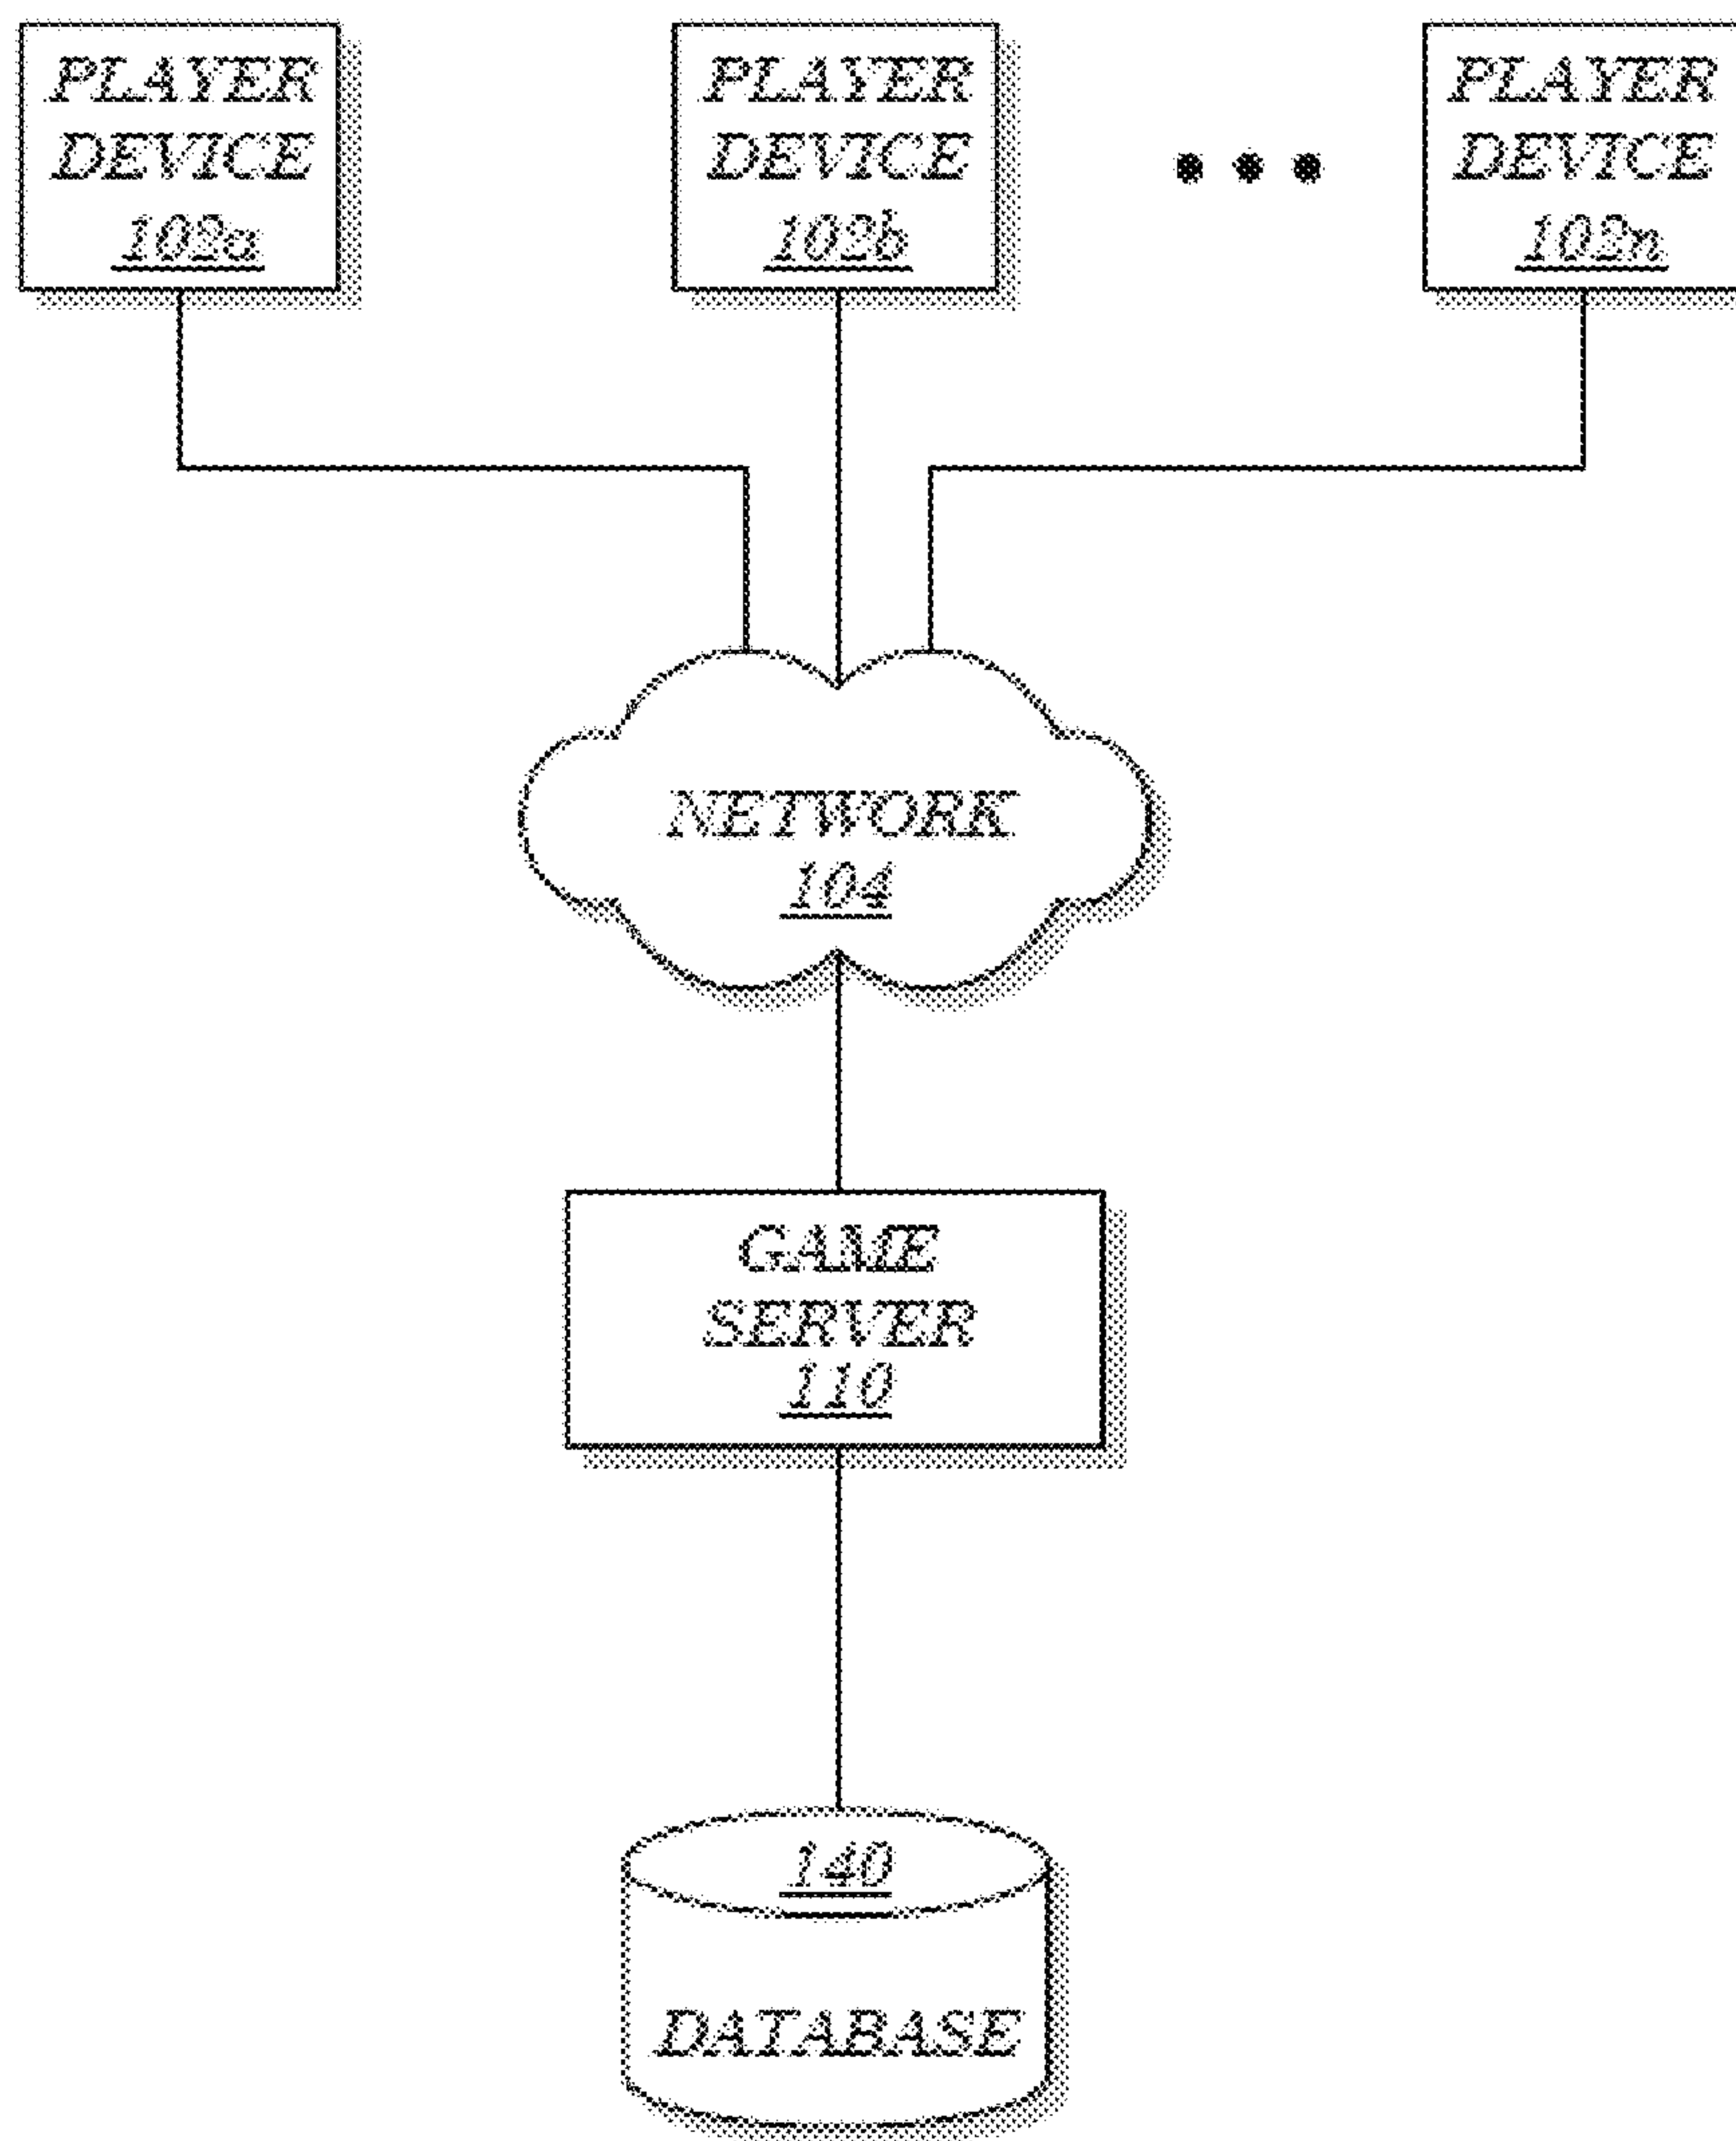 PLAYER
DEVICE
102a
PLAYER
DEVICE
102b
PLAYER
DEVICE
102n
NETWORK
104
GAME
SERVER
110
140
DATABASE